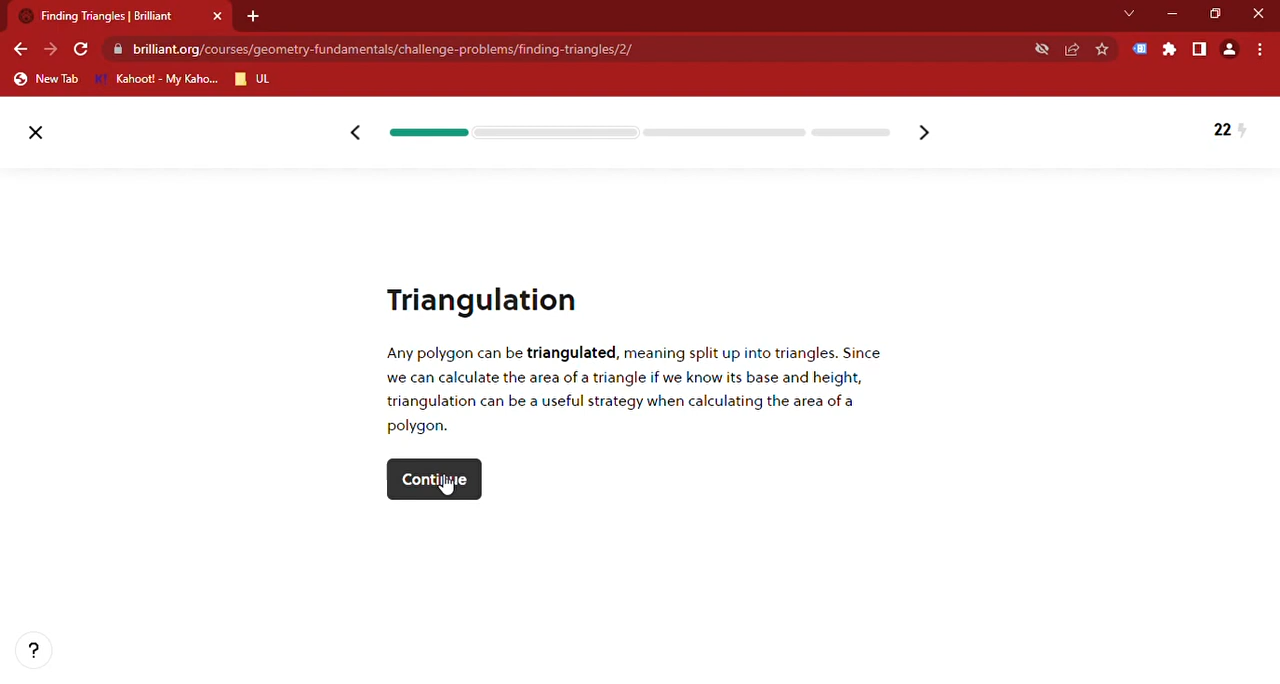 Finding Triangles | Brilliant
brilliant.org/courses/geometry-fundamentals/challenge-problems/finding-triangles/2/
New Tab
Kahoot! - My Kaho...
UL
22
Triangulation
Any polygon can be triangulated, meaning split up into triangles. Since
we can calculate the area of a triangle if we know its base and height,
triangulation can be a useful strategy when calculating the area of a
polygon.
Continue
?